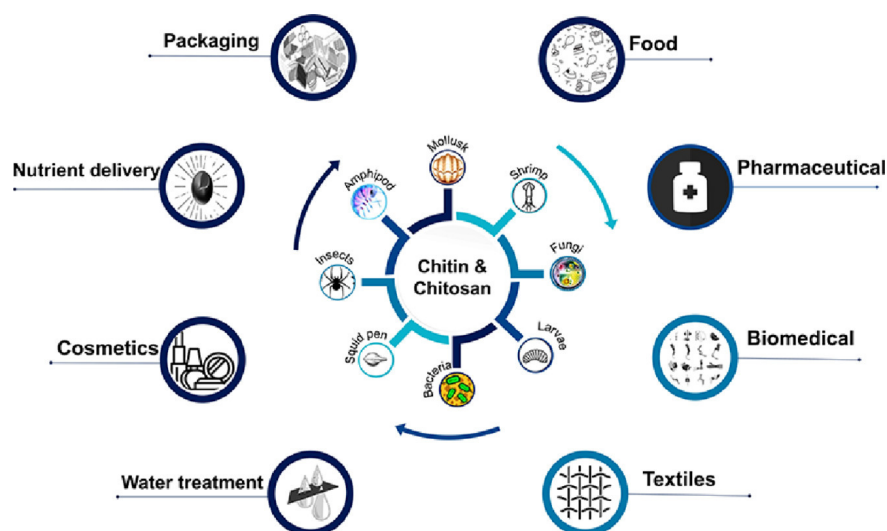 Packaging
Food
Nutrient delivery
Pharmaceutical
Cosmetics
Biomedical
Water treatment
Textiles
Chitin &
Chitosan
Mollusk
Shrimp
Fungi
Larvae
Bacteria
Squid pen
Insects
Amphipod